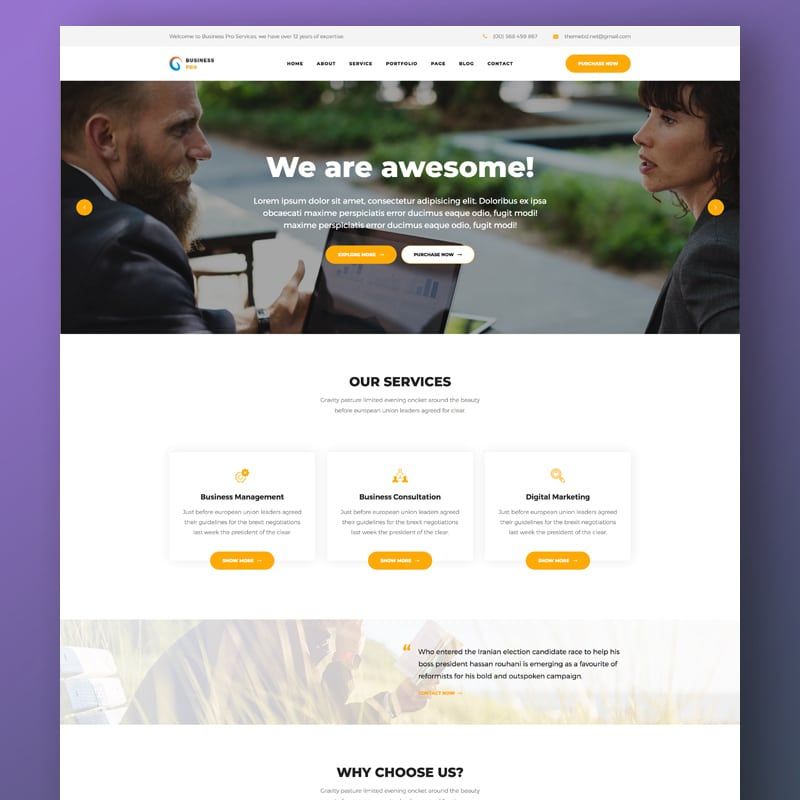 Welcome to Business Pro Services, we have over 12 years of expertise.
(00) 568 459 867
themebd.net@gmail.com
BUSINESS
PRO
HOME ABOUT SERVICE PORTFOLIO PAGE BLOG CONTACT
PURCHASE NOW
We are awesome!
Lorem ipsum dolor sit amet, consectetur adipisicing elit. Doloribus ex ipsa
obcaecati maxime perspiciatis error ducimus eaque odio, fugit modi!
maxime perspiciatis error ducimus eaque odio, fugit modi!
EXPLORE MORE → PURCHASE NOW →
OUR SERVICES
Gravity pasture limited evening oncket around the beauty
before european union leaders agreed for clear.
Business Management
Just before european union leaders agreed
their guidelines for the brexit negotiations
last week the president of the clear
SHOW MORE →
Business Consultation
Just before european union leaders agreed
their guidelines for the brexit negotiations
last week the president of the clear
SHOW MORE →
Digital Marketing
Just before european union leaders agreed
their guidelines for the brexit negotiations
last week the president of the clear
SHOW MORE →
“ Who entered the Iranian election candidate race to help his
boss president hassan rouhani is emerging as a favourite of
reformists for his bold and outspoken campaign.
CONTACT NOW →
WHY CHOOSE US?
Gravity pasture limited evening oncket around the beauty